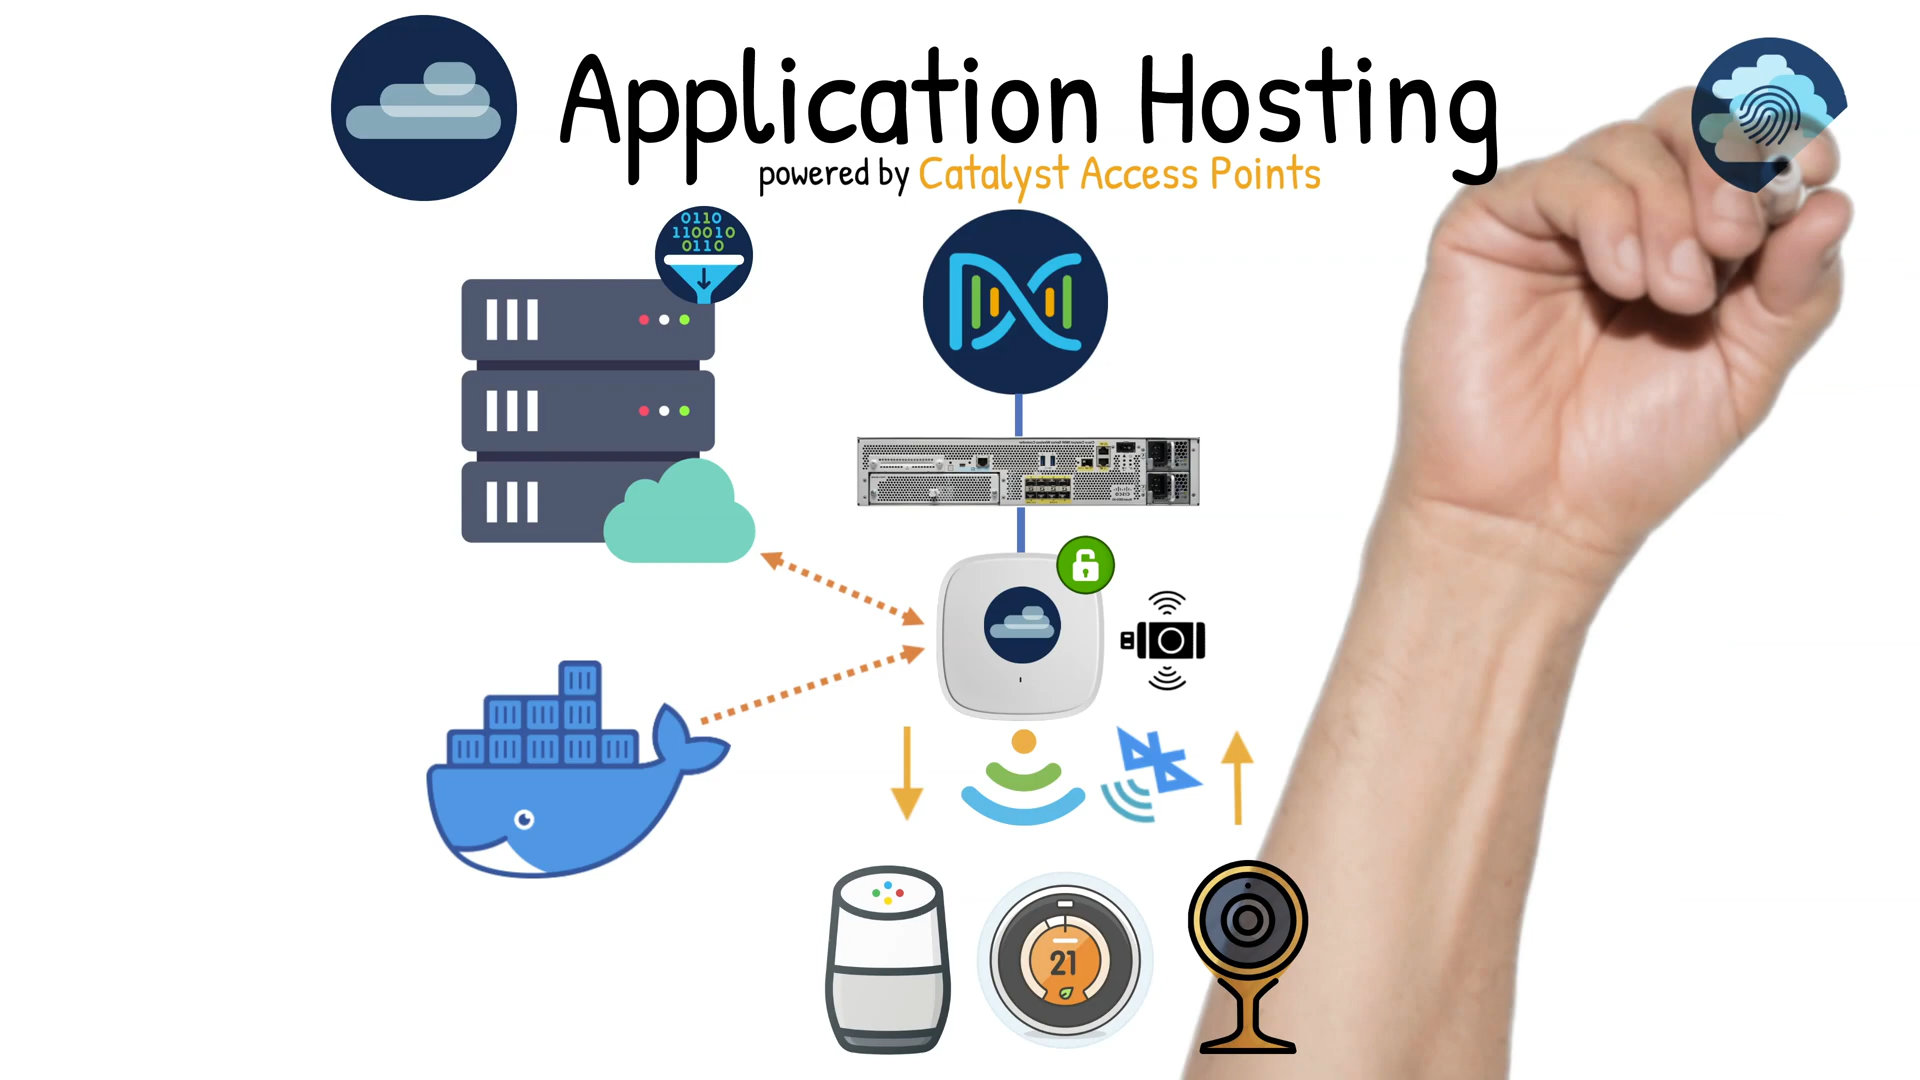 Application Hosting
powered by Catalyst Access Points
0110
110010
0110
21